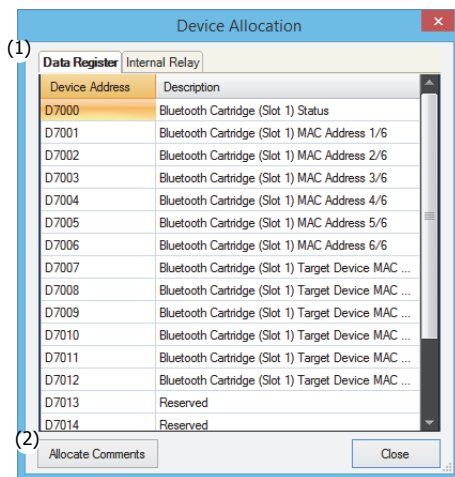 Device Allocation
(1)
Data Register Internal Relay
Device Address Description
D7000 Bluetooth Cartridge (Slot 1) Status
D7001 Bluetooth Cartridge (Slot 1) MAC Address 1/6
D7002 Bluetooth Cartridge (Slot 1) MAC Address 2/6
D7003 Bluetooth Cartridge (Slot 1) MAC Address 3/6
D7004 Bluetooth Cartridge (Slot 1) MAC Address 4/6
D7005 Bluetooth Cartridge (Slot 1) MAC Address 5/6
D7006 Bluetooth Cartridge (Slot 1) MAC Address 6/6
D7007 Bluetooth Cartridge (Slot 1) Target Device MAC ...
D7008 Bluetooth Cartridge (Slot 1) Target Device MAC ...
D7009 Bluetooth Cartridge (Slot 1) Target Device MAC ...
D7010 Bluetooth Cartridge (Slot 1) Target Device MAC ...
D7011 Bluetooth Cartridge (Slot 1) Target Device MAC ...
D7012 Bluetooth Cartridge (Slot 1) Target Device MAC ...
D7013 Reserved
D7014 Reserved
(2)
Allocate Comments Close